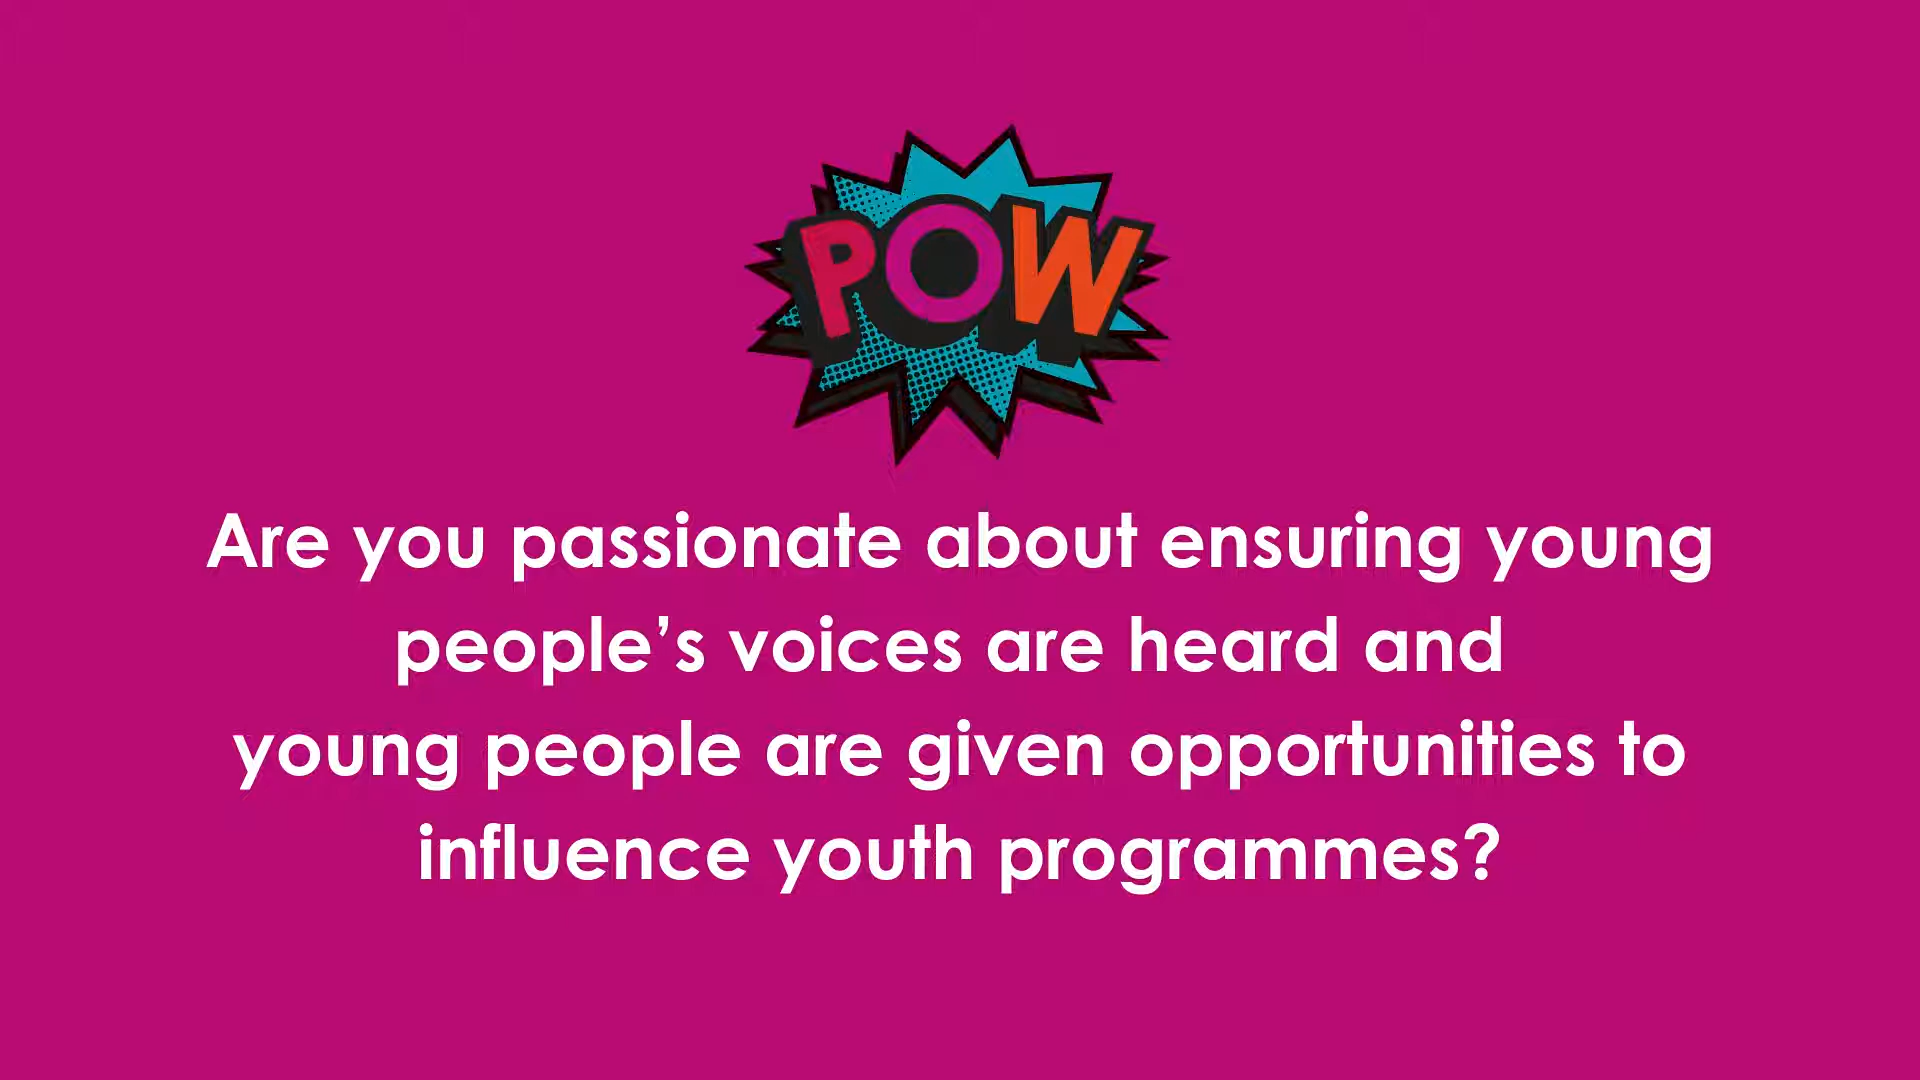 POW
Are you passionate about ensuring young
people’s voices are heard and
young people are given opportunities to
influence youth programmes?